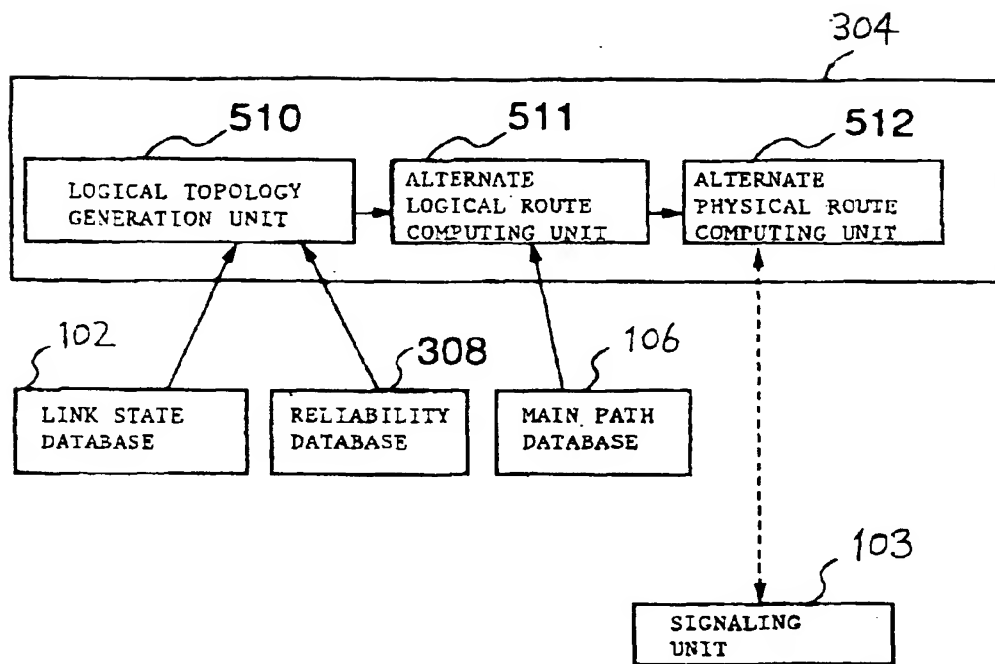 304
510
511
512
LOGICAL TOPOLOGY
GENERATION UNIT
ALTERNATE
LOGICAL ROUTE
COMPUTING UNIT
ALTERNATE
PHYSICAL ROUTE
COMPUTING UNIT
102
308
106
LINK STATE
DATABASE
RELIABILITY
DATABASE
MAIN PATH
DATABASE
103
SIGNALING
UNIT